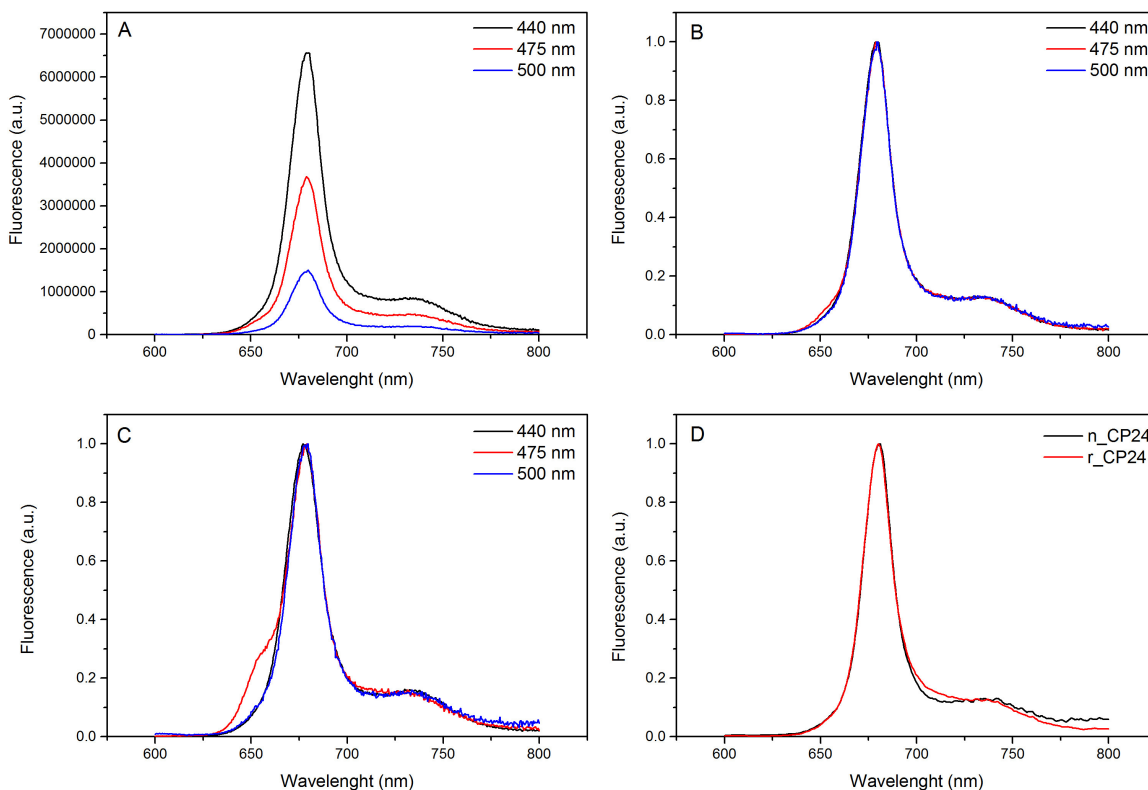 A
440 nm
475 nm
500 nm
7000000
6000000
5000000
4000000
3000000
2000000
1000000
0
Fluorescence (a.u.)
600 650 700 750 800
Wavelenght (nm)
B
440 nm
475 nm
500 nm
1.0
0.8
0.6
0.4
0.2
0.0
Fluorescence (a.u.)
600 650 700 750 800
Wavelenght (nm)
C
440 nm
475 nm
500 nm
1.0
0.8
0.6
0.4
0.2
0.0
Fluorescence (a.u.)
600 650 700 750 800
Wavelenght (nm)
D
n_CP24
r_CP24
1.0
0.8
0.6
0.4
0.2
0.0
Fluorescence (a.u.)
600 650 700 750 800
Wavelenght (nm)